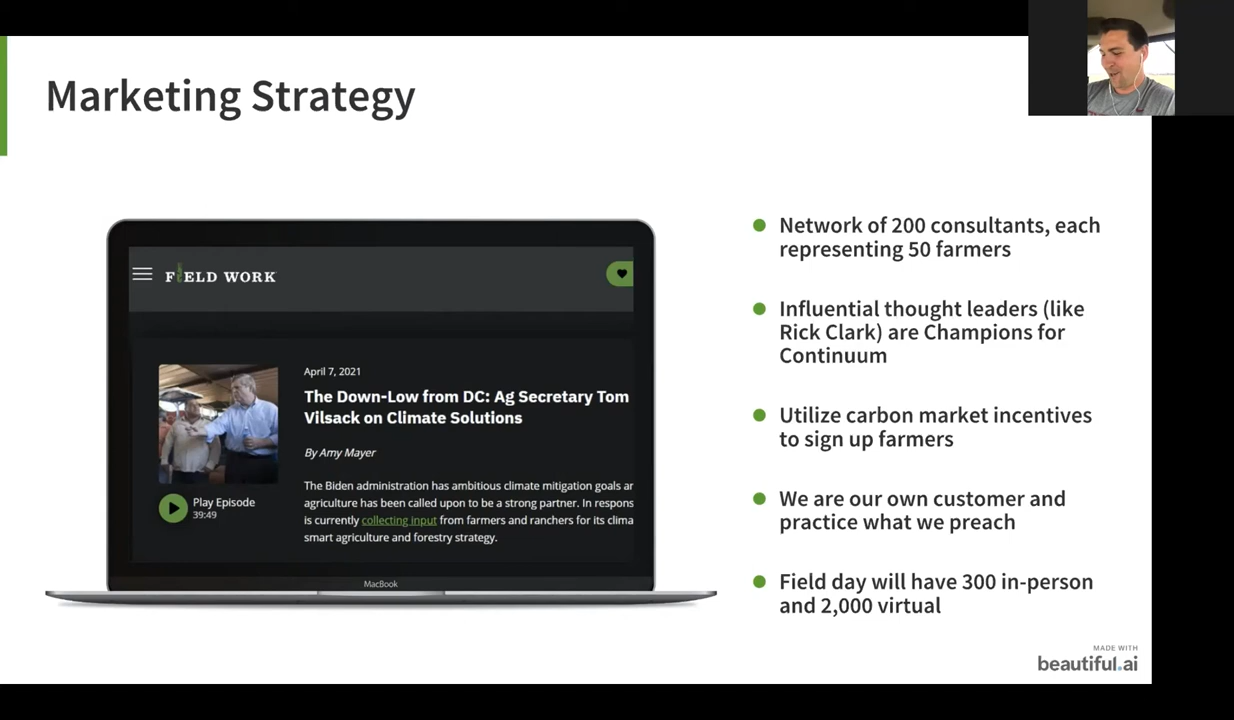 Marketing Strategy
FIELD WORK
April 7, 2021
The Down-Low from DC: Ag Secretary Tom
Vilsack on Climate Solutions
By Amy Mayer
The Biden administration has ambitious climate mitigation goals ar
agriculture has been called upon to be a strong partner. In respons
is currently collecting input from farmers and ranchers for its clima
smart agriculture and forestry strategy.
Play Episode
39:49
MacBook
Network of 200 consultants, each
representing 50 farmers
Influential thought leaders (like
Rick Clark) are Champions for
Continuum
Utilize carbon market incentives
to sign up farmers
We are our own customer and
practice what we preach
Field day will have 300 in-person
and 2,000 virtual
MADE WITH
beautiful.ai